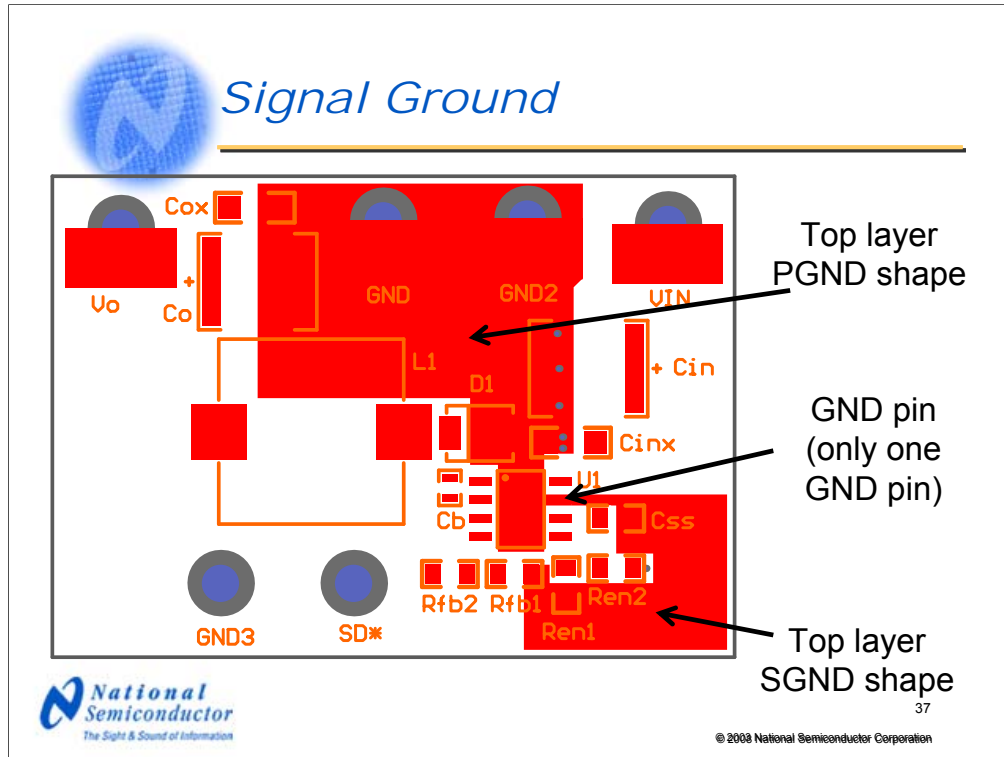 Signal Ground
Cox
Vo
+
Co
GND
GND2
VIN
L1
D1
+ Cin
Cinx
U1
Cb
Css
Rfb2
Rfb1
Ren2
Ren1
GND3
SD*
Top layer
PGND shape
GND pin
(only one
GND pin)
Top layer
SGND shape
National
Semiconductor
The Sight & Sound of Information
37
© 2003 National Semiconductor Corporation